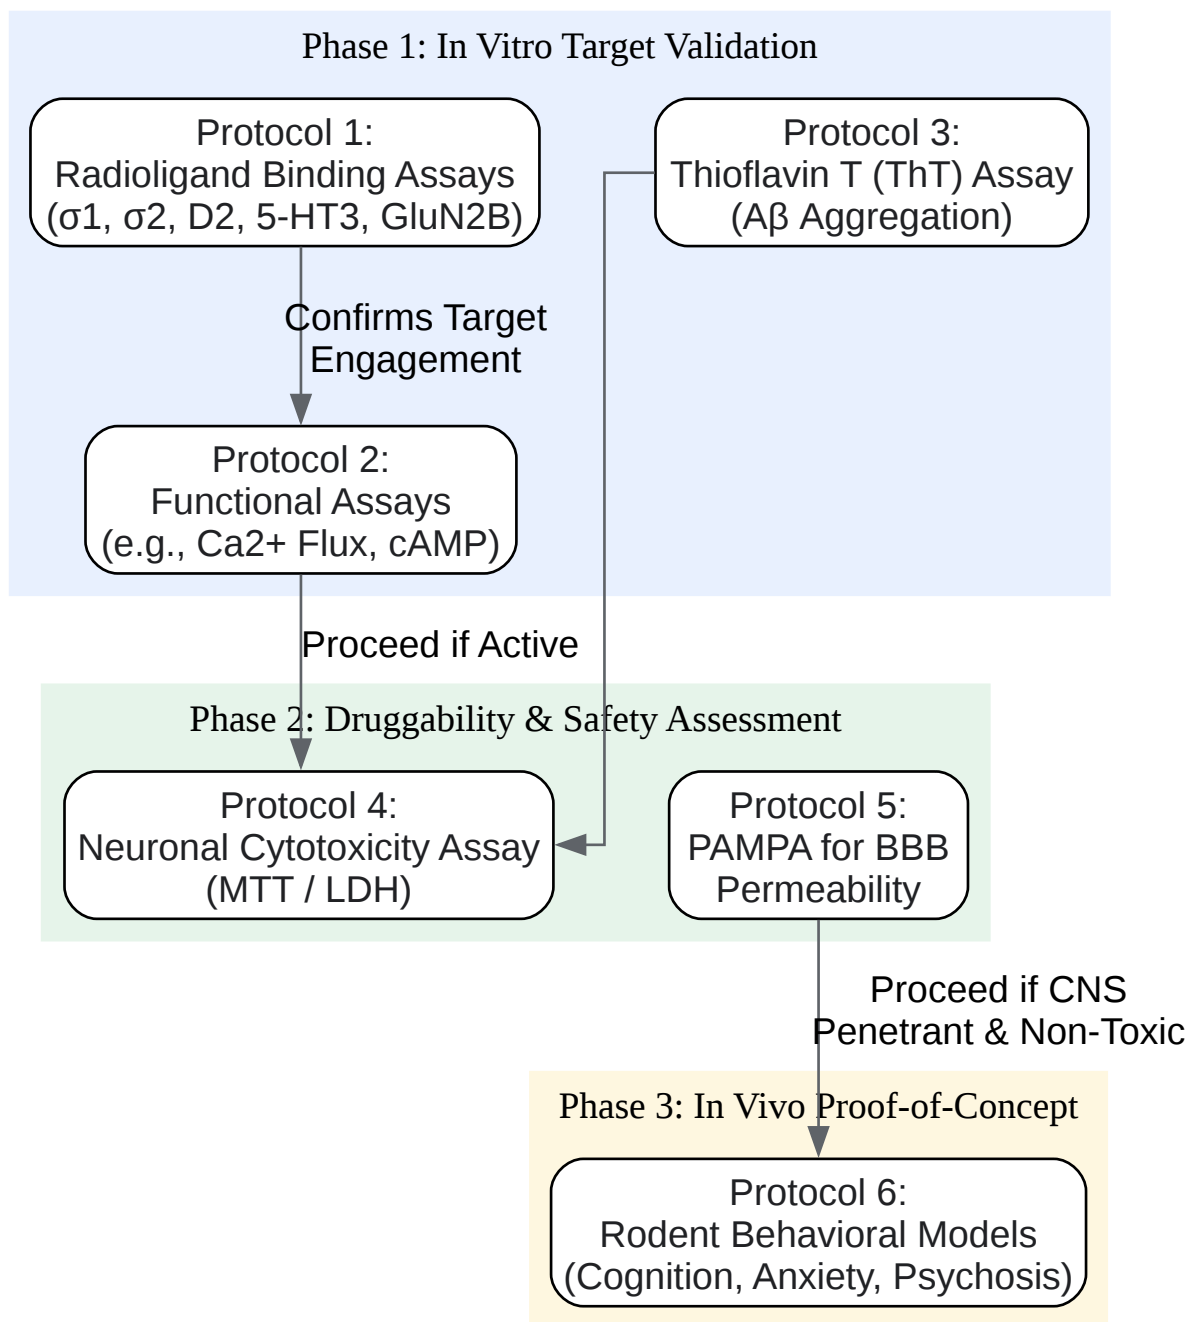 Phase 1: In Vitro Target Validation
Protocol 1:
Radioligand Binding Assays
(σ1, σ2, D2, 5-HT3, GluN2B)
Protocol 3:
Thioflavin T (ThT) Assay
(Aβ Aggregation)
Confirms Target
Engagement
Protocol 2:
Functional Assays
(e.g., Ca2+ Flux, cAMP)
Proceed if Active
Phase 2: Druggability & Safety Assessment
Protocol 4:
Neuronal Cytotoxicity Assay
(MTT / LDH)
Protocol 5:
PAMPA for BBB
Permeability
Proceed if CNS
Penetrant & Non-Toxic
Phase 3: In Vivo Proof-of-Concept
Protocol 6:
Rodent Behavioral Models
(Cognition, Anxiety, Psychosis)